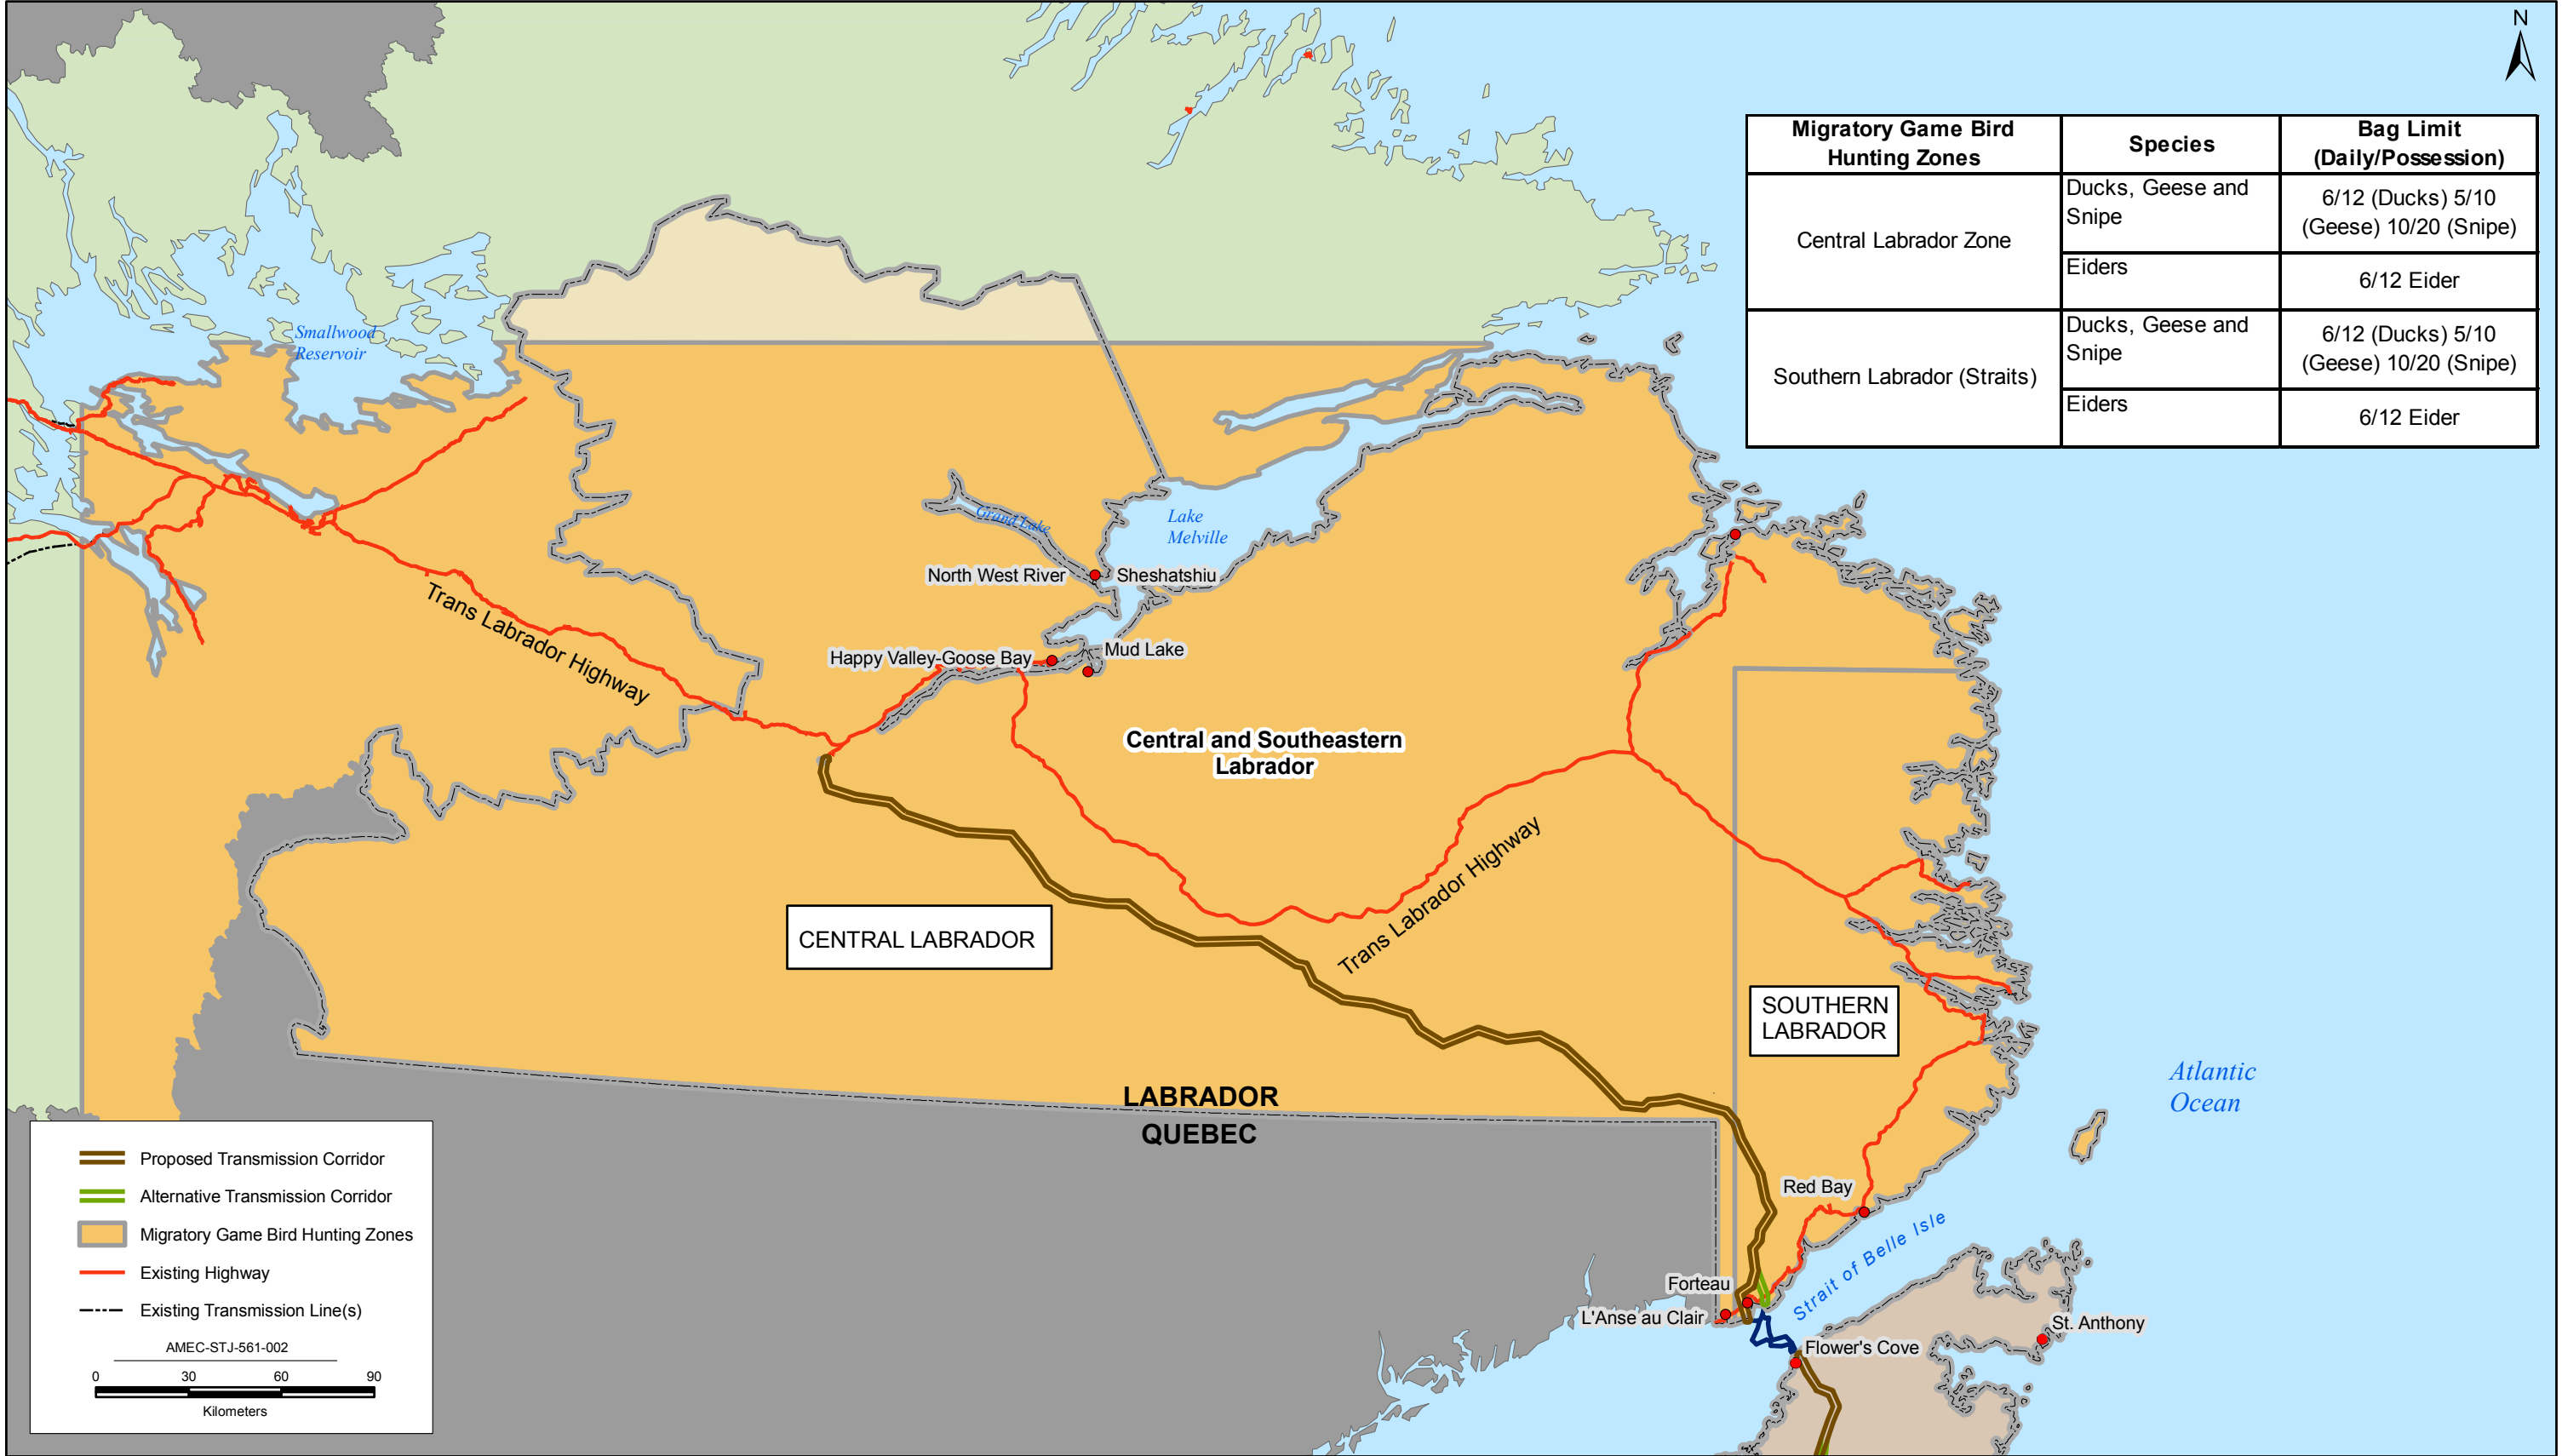 N
Migratory Game Bird
Hunting Zones
Species
Bag Limit
(Daily/Possession)
Central Labrador Zone
Ducks, Geese and
Snipe
6/12 (Ducks) 5/10
(Geese) 10/20 (Snipe)
Eiders
6/12 Eider
Southern Labrador (Straits)
Ducks, Geese and
Snipe
6/12 (Ducks) 5/10
(Geese) 10/20 (Snipe)
Eiders
6/12 Eider
Smallwood
Reservoir
Grand Lake
Lake
Melville
North West River
Sheshatshiu
Trans Labrador Highway
Happy Valley-Goose Bay
Mud Lake
Central and Southeastern
Labrador
Trans Labrador Highway
CENTRAL LABRADOR
SOUTHERN
LABRADOR
Atlantic
Ocean
LABRADOR
QUEBEC
Red Bay
Strait of Belle Isle
Forteau
L'Anse au Clair
St. Anthony
Flower's Cove
Proposed Transmission Corridor
Alternative Transmission Corridor
Migratory Game Bird Hunting Zones
Existing Highway
Existing Transmission Line(s)
AMEC-STJ-561-002
0 30 60 90
Kilometers